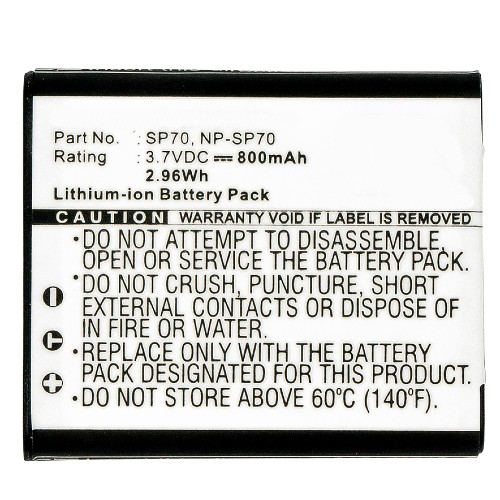 Part No. : SP70, NP-SP70
Rating : 3.7VDC ⎓ 800mAh
2.96Wh
Lithium-ion Battery Pack
CAUTION WARRANTY VOID IF LABEL IS REMOVED
•DO NOT ATTEMPT TO DISASSEMBLE,
OPEN OR SERVICE THE BATTERY PACK.
•DO NOT CRUSH, PUNCTURE, SHORT
EXTERNAL CONTACTS OR DISPOSE OF
IN FIRE OR WATER.
•REPLACE ONLY WITH THE BATTERY
PACK DESIGNATED FOR THIS EQUIPMENT.
•DO NOT STORE ABOVE 60°C (140°F).
− C +